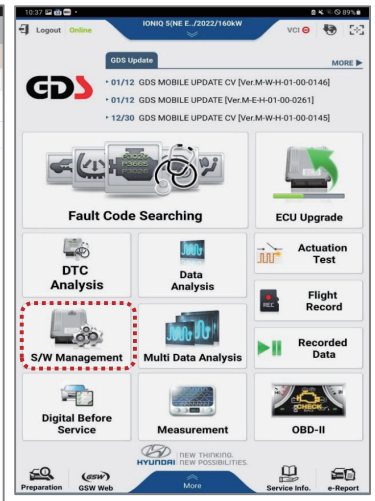 10:37
89%
Logout Online
IONIQ 5(NE E../2022/160kW
VCI
GDS Update
MORE ▶
GDS
• 01/12 GDS MOBILE UPDATE CV [Ver.M-W-H-01-00-0146]
• 01/12 GDS MOBILE UPDATE CV [Ver.M-E-H-01-00-0261]
• 12/30 GDS MOBILE UPDATE CV [Ver.M-W-H-01-00-0145]
Fault Code Searching
ECU Upgrade
DTC
Analysis
Data
Analysis
Actuation
Test
REC
Flight
Record
S/W Management
Multi Data Analysis
Recorded
Data
Digital Before
Service
Measurement
CHECK
OBD-II
HYUNDAI
NEW THINKING.
NEW POSSIBILITIES.
Preparation
GSW
GSW Web
More
Service Info.
e-Report